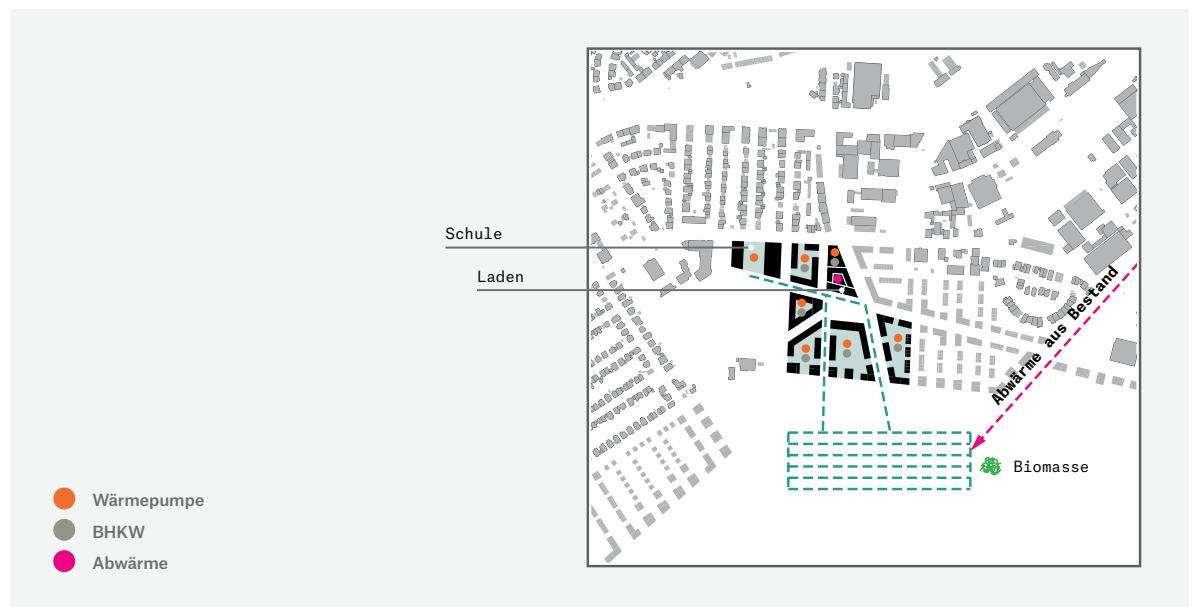 Schule
Laden
Abwärme aus Bestand
Biomasse
Wärmepumpe
BHKW
Abwärme